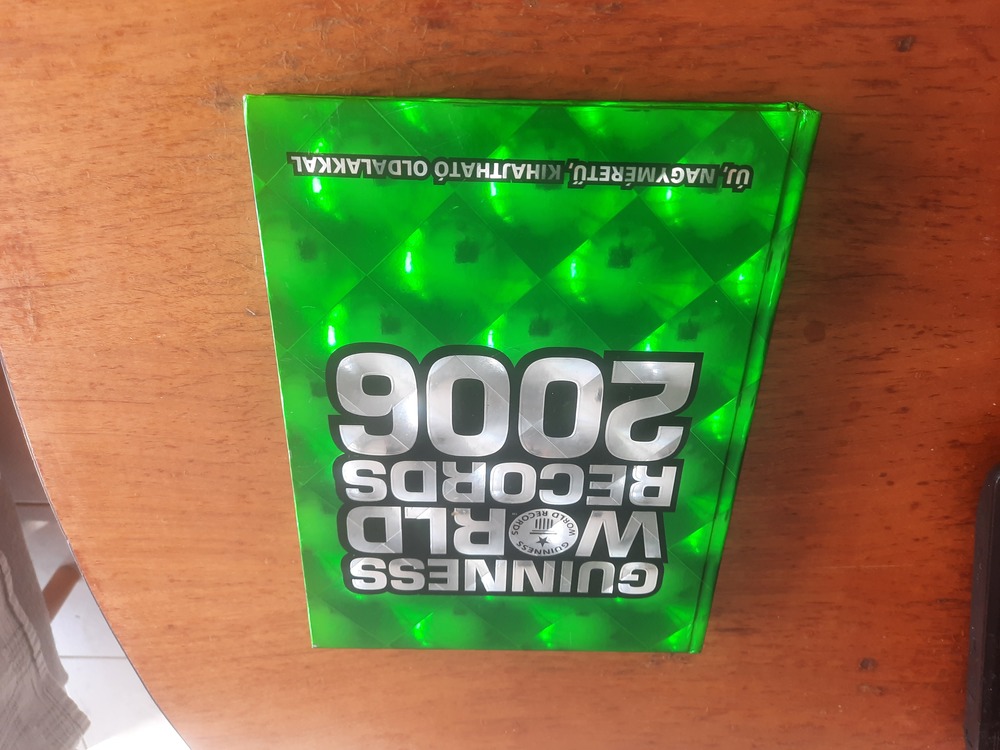 GUINNESS
WORLD
GUINNESS WORLD RECORDS
RECORDS
2006
ÚJ, NAGYMÉRETŰ, KIHAJTHATÓ OLDALAKKAL